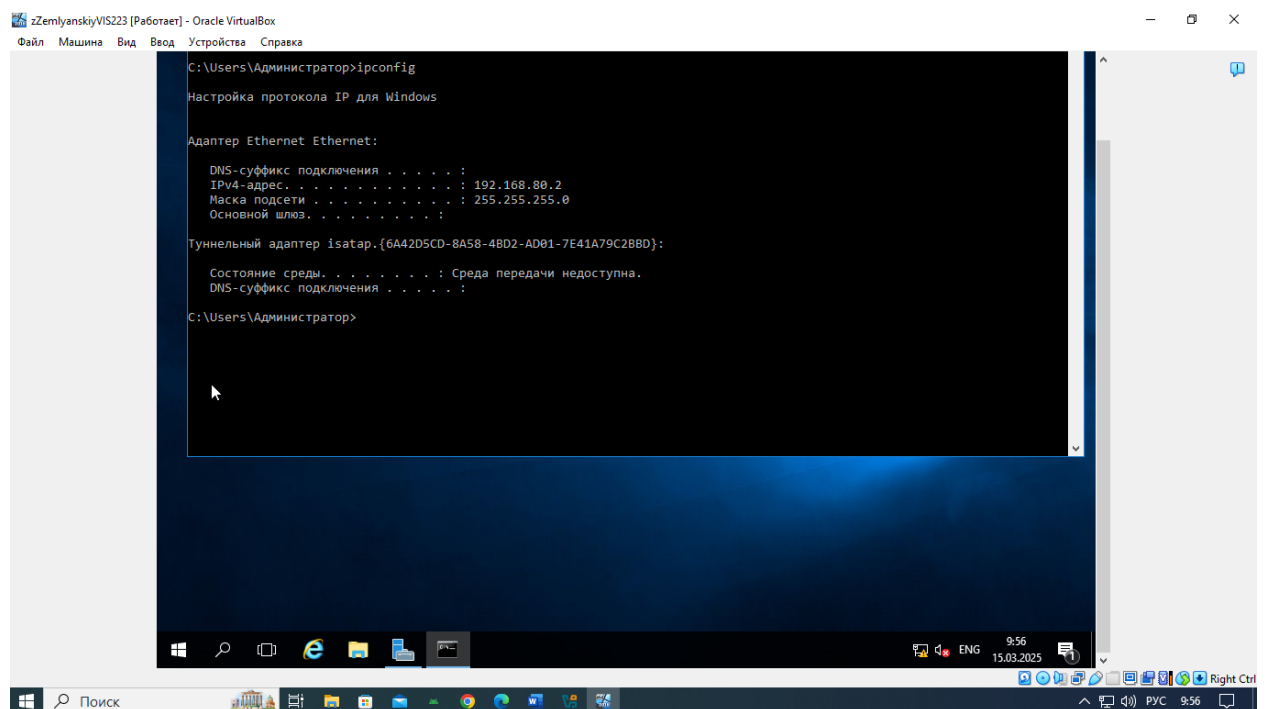 zZemlyanskiyVIS223 [Работает] - Oracle VirtualBox
Файл Машина Вид Ввод Устройства Справка
C:\Users\Администратор>ipconfig
Настройка протокола IP для Windows
Адаптер Ethernet Ethernet:
DNS-суффикс подключения . . . . . :
IPv4-адрес. . . . . . . . . . . . : 192.168.80.2
Маска подсети . . . . . . . . . . : 255.255.255.0
Основной шлюз. . . . . . . . . :
Туннельный адаптер isatap.{6A42D5CD-8A58-4BD2-AD01-7E41A79C2BBD}:
Состояние среды. . . . . . . . : Среда передачи недоступна.
DNS-суффикс подключения . . . . . :
C:\Users\Администратор>
ENG
9:56
15.03.2025
1
Right Ctrl
Поиск
РУС 9:56